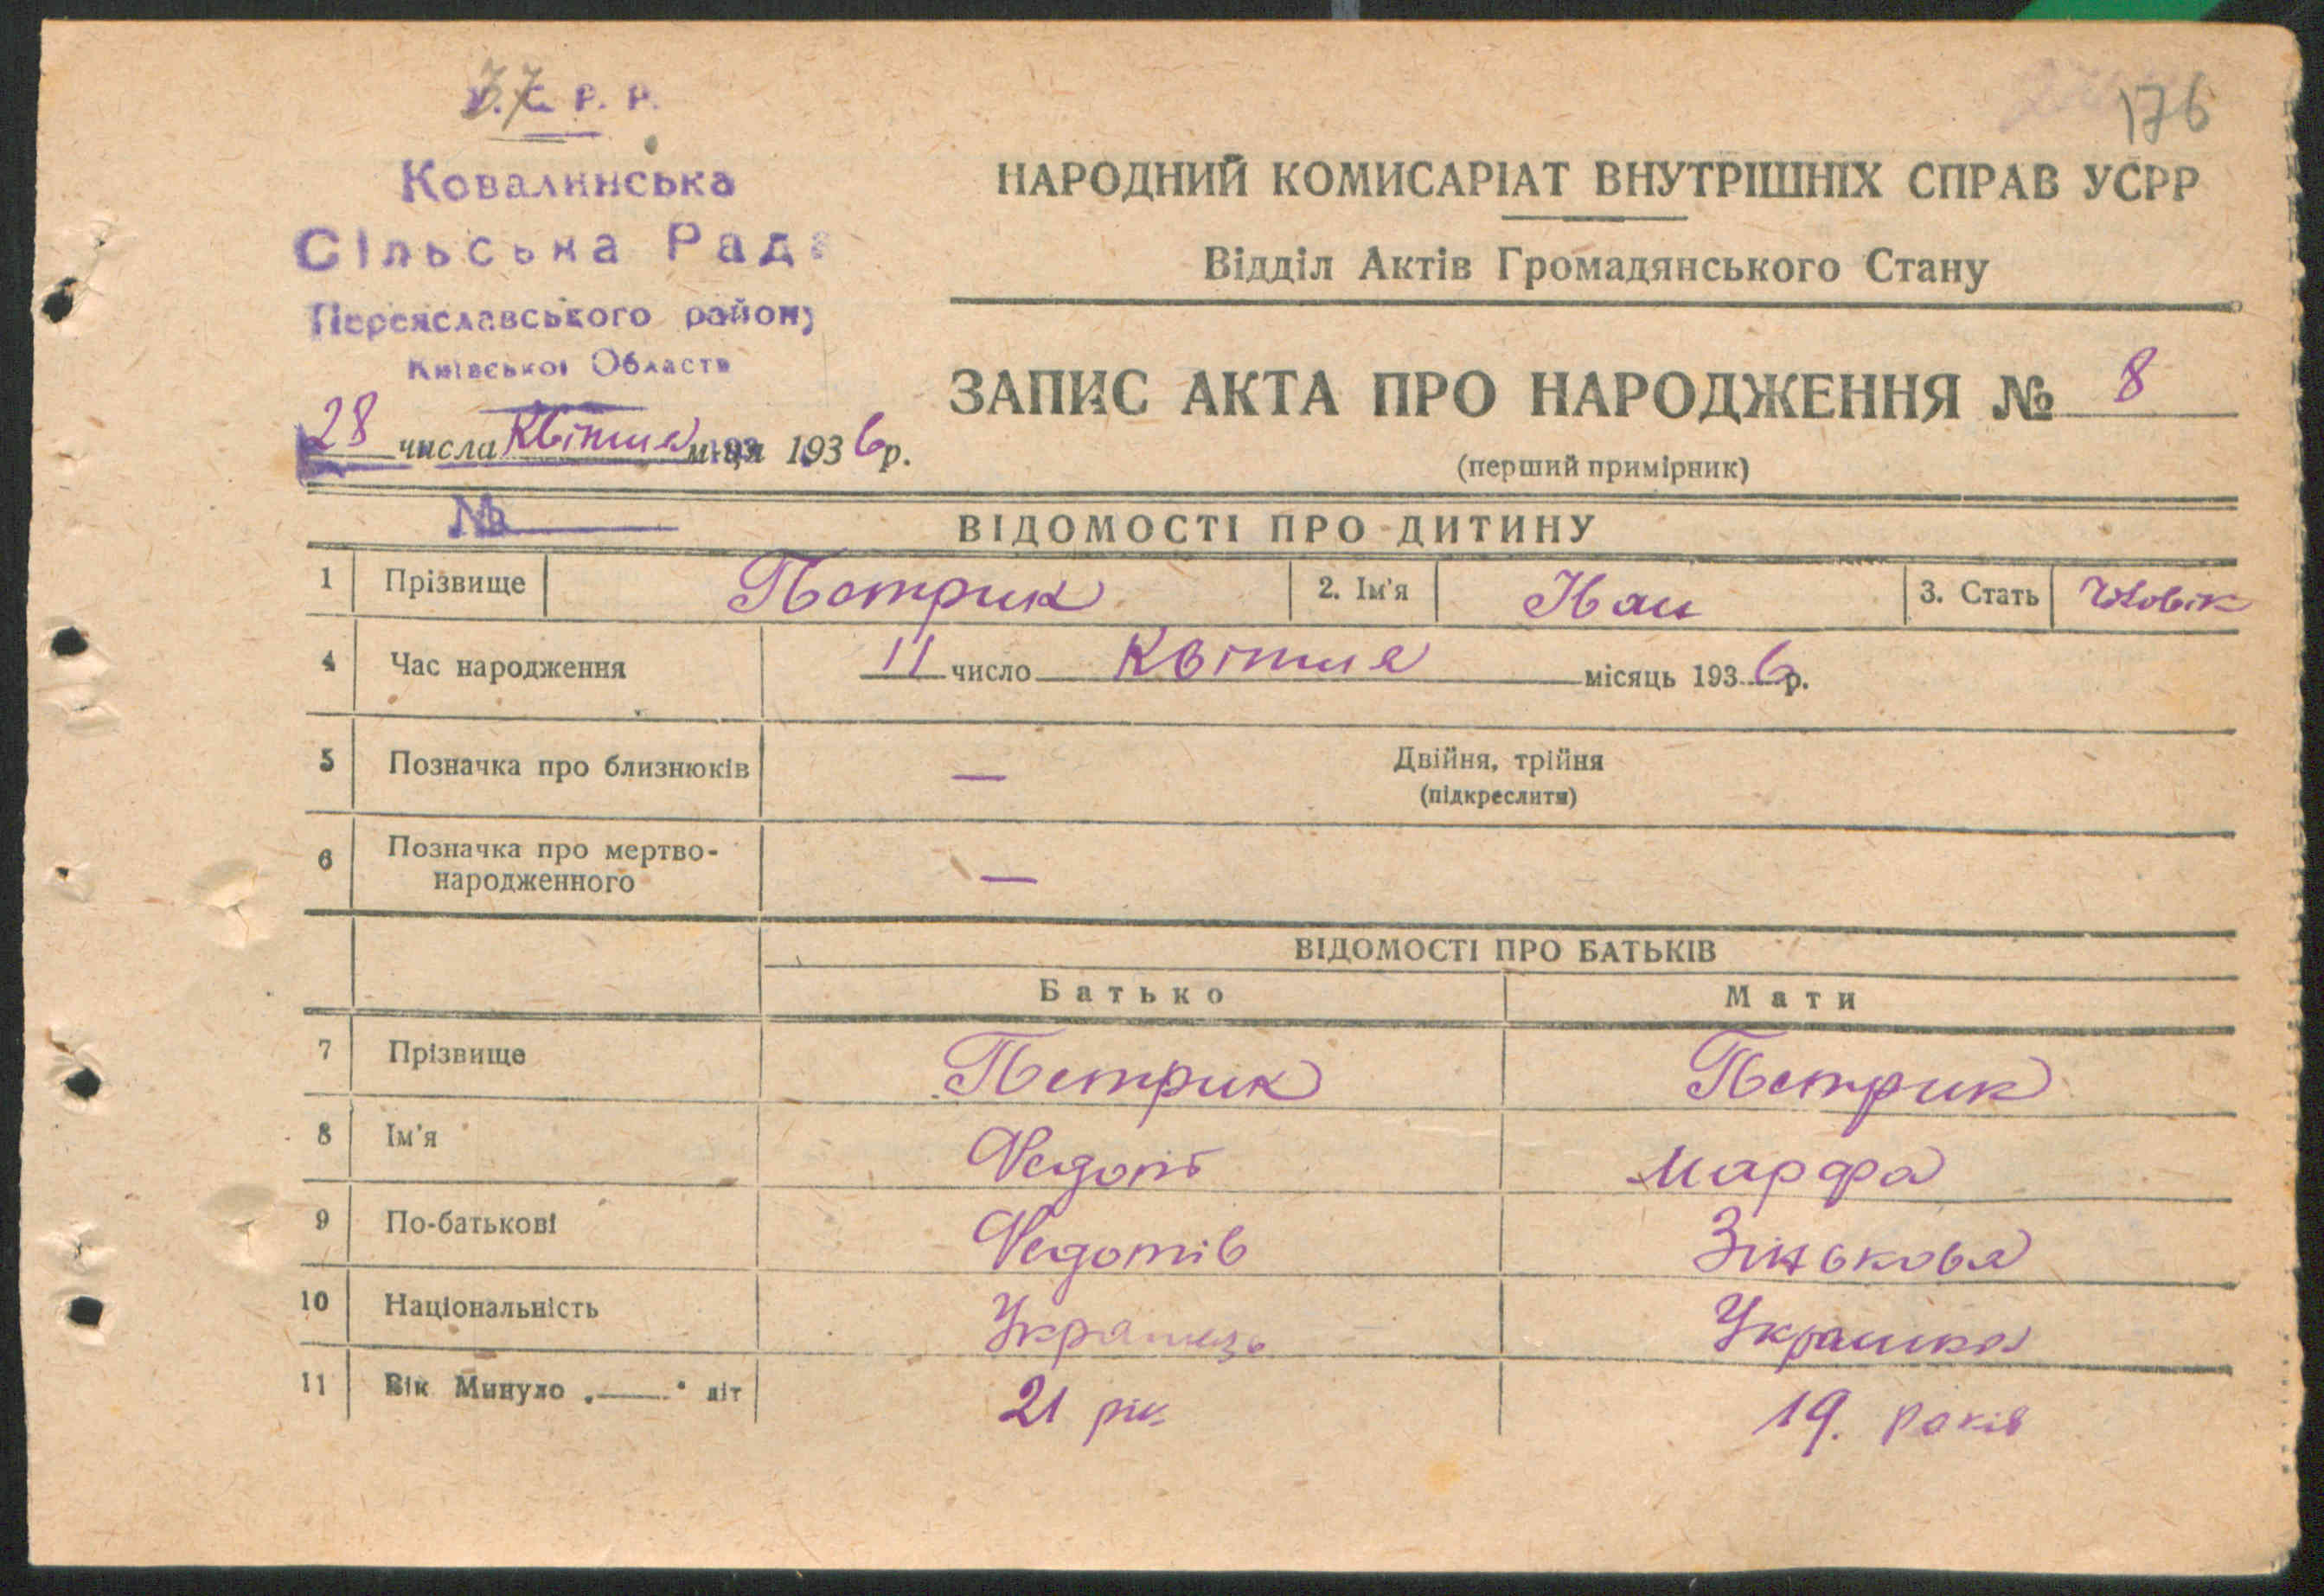 37
У.С.Р.Р.
176
Ковалинська
Сільська Рада
Переяславського району
Київської Области
НАРОДНИЙ КОМИСАРІАТ ВНУТРІШНІХ СПРАВ УСРР
Відділ Актів Громадянського Стану
ЗАПИС АКТА ПРО НАРОДЖЕННЯ № 8
(перший примірник)
28 числа Квітня м-ця 1936 р.
№
ВІДОМОСТІ ПРО ДИТИНУ
1 Прізвище Петрик 2. Ім'я Іван 3. Стать Чоловік
4 Час народження 11 число Квітня місяць 1936 р.
5 Позначка про близнюків — Двійня, трійня
(підкреслити)
6 Позначка про мертво-
народженного —
ВІДОМОСТІ ПРО БАТЬКІВ
Батько Мати
7 Прізвище Петрик Петрик
8 Ім'я Федот Марфа
9 По-батькові Федотів Зінькова
10 Національність Українець Українка
11 Вік Минуло „—" літ 21 рік 19. років